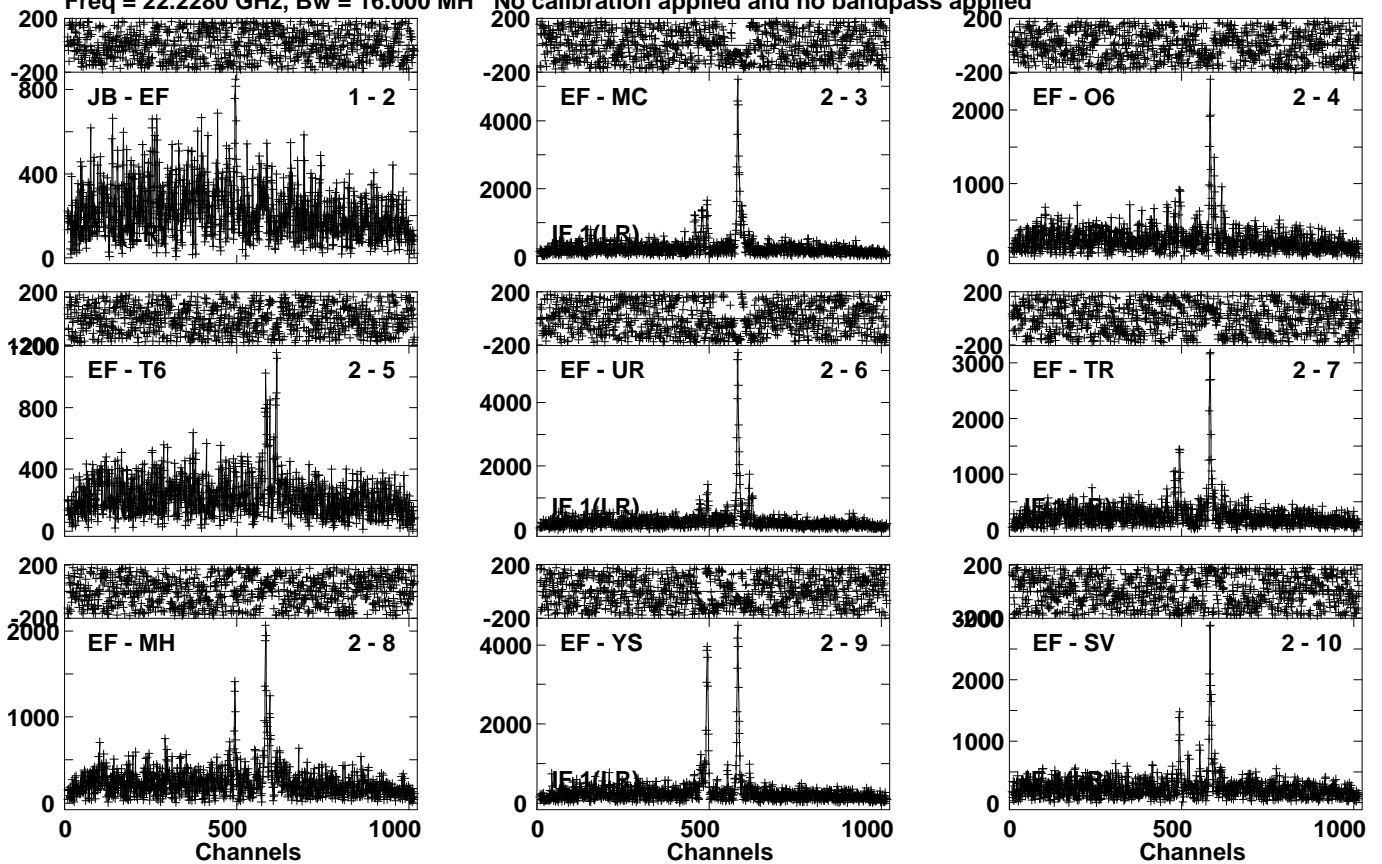 Freq = 22.2280 GHz, Bw = 16.000 MH No calibration applied and no bandpass applied
200 200 200
-200 -200 -200
JB - EF 1 - 2 EF - MC 2 - 3 EF - O6 2 - 4
800 4000 2000
400 2000 1000
IF 1(LR)
0 0 0
200 200 200
-200 -200
1200 3000
EF - T6 2 - 5 EF - UR 2 - 6 EF - TR 2 - 7
800 4000 2000
400 2000 1000
IF 1(LR)
0 0 0
200 200 200
-200 -200
2000 3000
EF - MH 2 - 8 EF - YS 2 - 9 EF - SV 2 - 10
4000
1000 2000 2000
1000
IF 1(LR)
0 0 0
0 500 1000 0 500 1000 0 500 1000
Channels Channels Channels